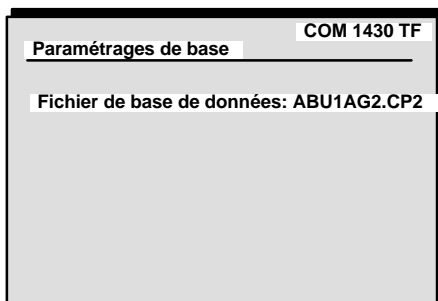 COM 1430 TF
Paramétrages de base
Fichier de base de données: ABU1AG2.CP2